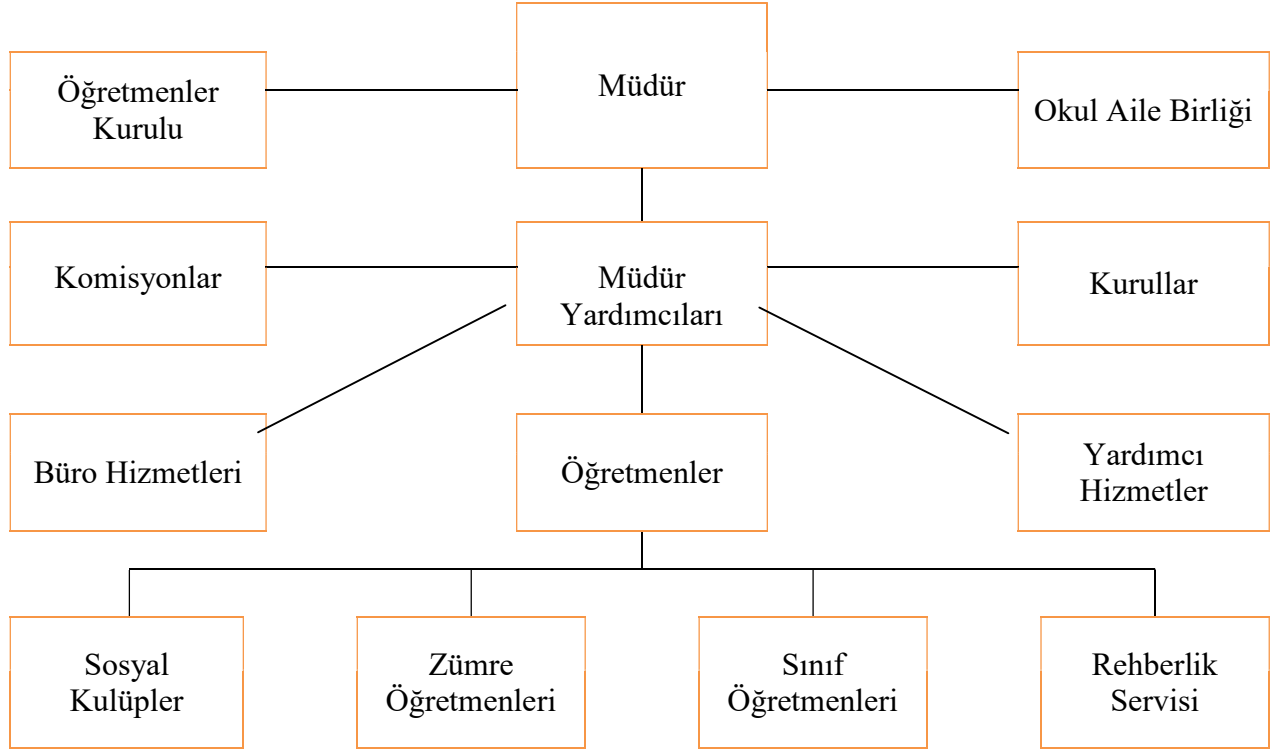 Öğretmenler
Kurulu
Müdür
Okul Aile Birliği
Komisyonlar
Müdür
Yardımcıları
Kurullar
Büro Hizmetleri
Öğretmenler
Yardımcı
Hizmetler
Sosyal
Kulüpler
Zümre
Öğretmenleri
Sınıf
Öğretmenleri
Rehberlik
Servisi